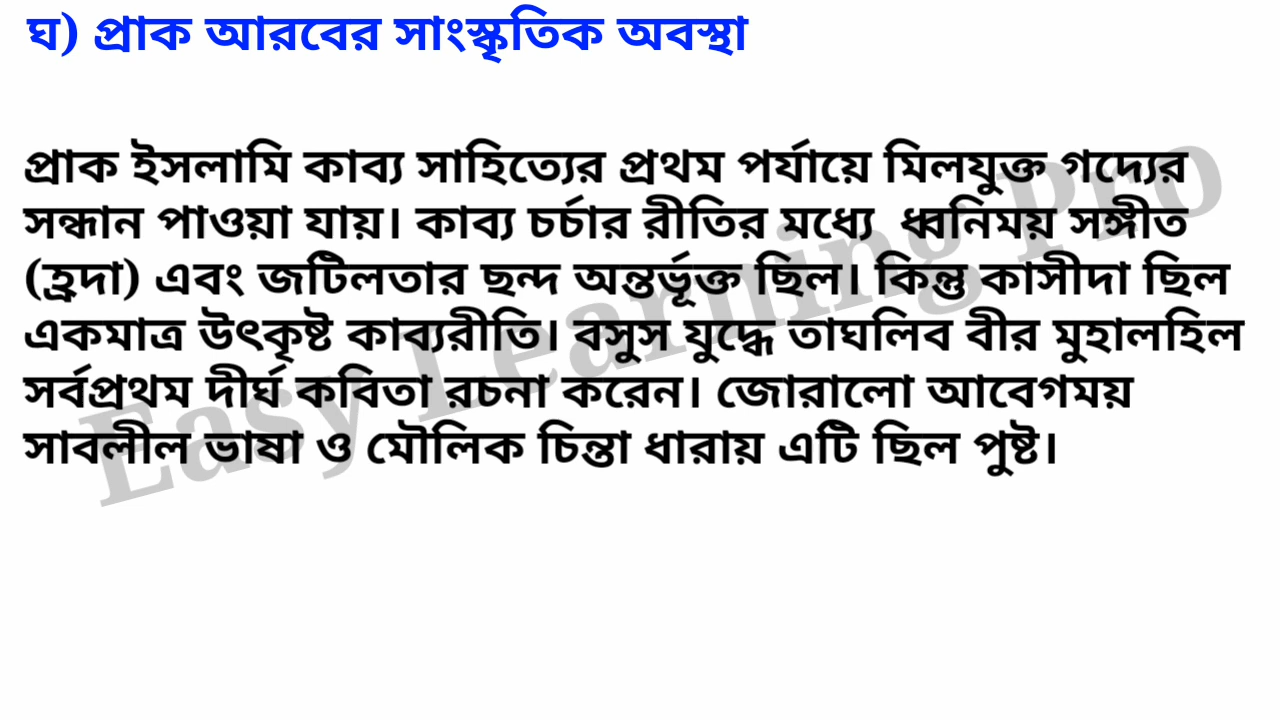 ঘ) প্রাক আরবের সাংস্কৃতিক অবস্থা
প্রাক ইসলামি কাব্য সাহিত্যের প্রথম পর্যায়ে মিলযুক্ত গদ্যের
সন্ধান পাওয়া যায়। কাব্য চর্চার রীতির মধ্যে ধ্বনিময় সঙ্গীত
(হ্রদা) এবং জটিলতার ছন্দ অন্তর্ভূক্ত ছিল। কিন্তু কাসীদা ছিল
একমাত্র উৎকৃষ্ট কাব্যরীতি। বসুস যুদ্ধে তাঘলিব বীর মুহালহিল
সর্বপ্রথম দীর্ঘ কবিতা রচনা করেন। জোরালো আবেগময়
সাবলীল ভাষা ও মৌলিক চিন্তা ধারায় এটি ছিল পুষ্ট।
Easy Learning Pro